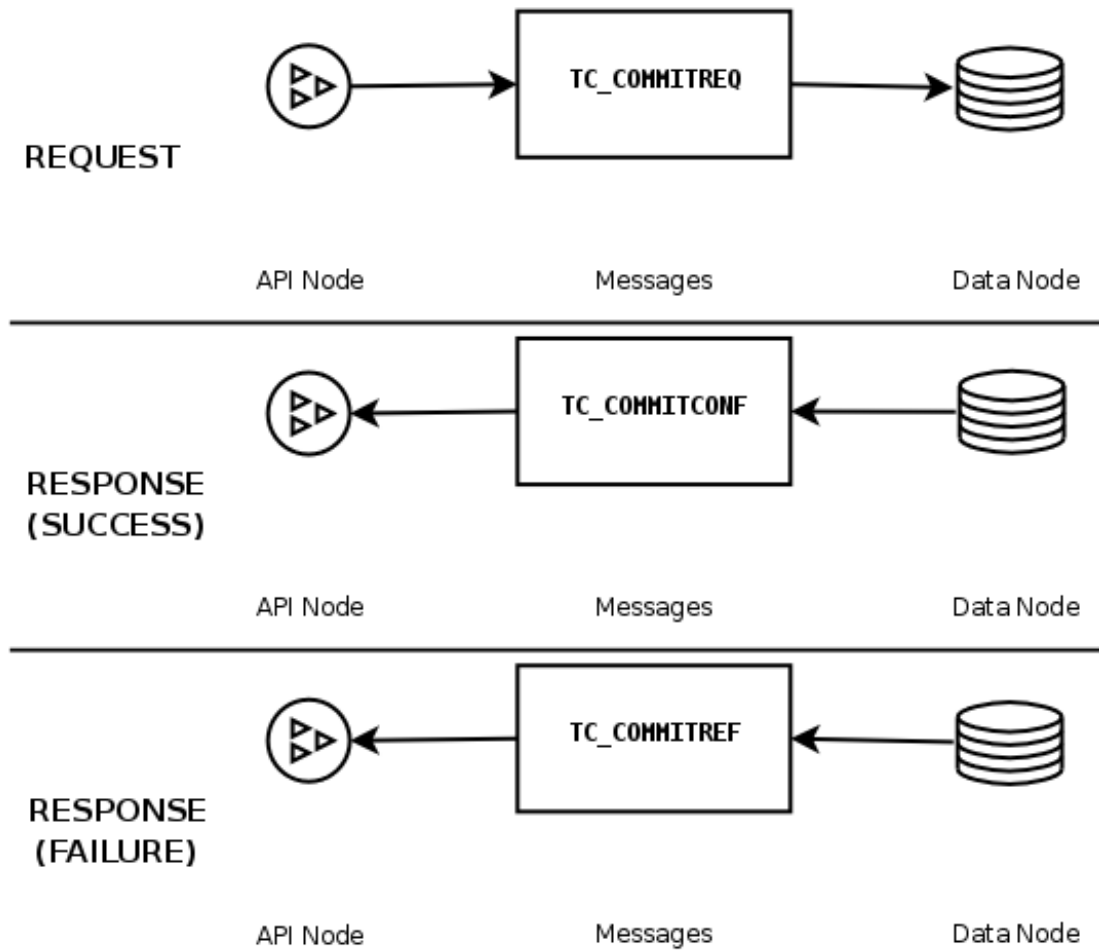 TC_COMMITREQ
REQUEST
API Node
Messages
Data Node
TC_COMMITCONF
RESPONSE
(SUCCESS)
API Node
Messages
Data Node
TC_COMMITREF
RESPONSE
(FAILURE)
API Node
Messages
Data Node